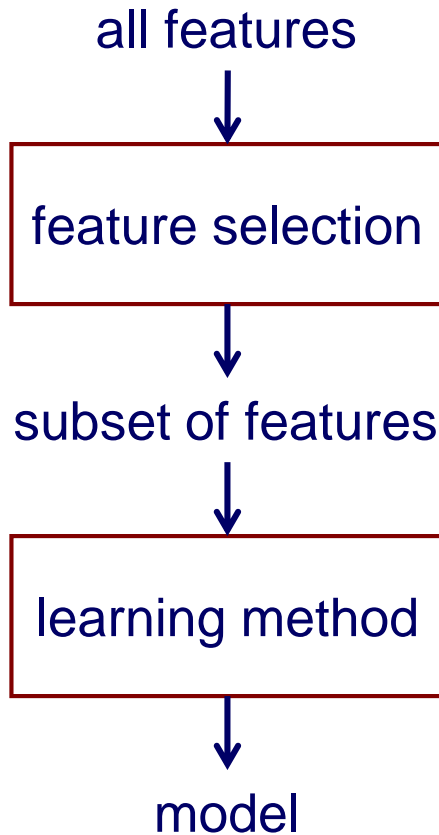 all features
feature selection
subset of features
learning method
model